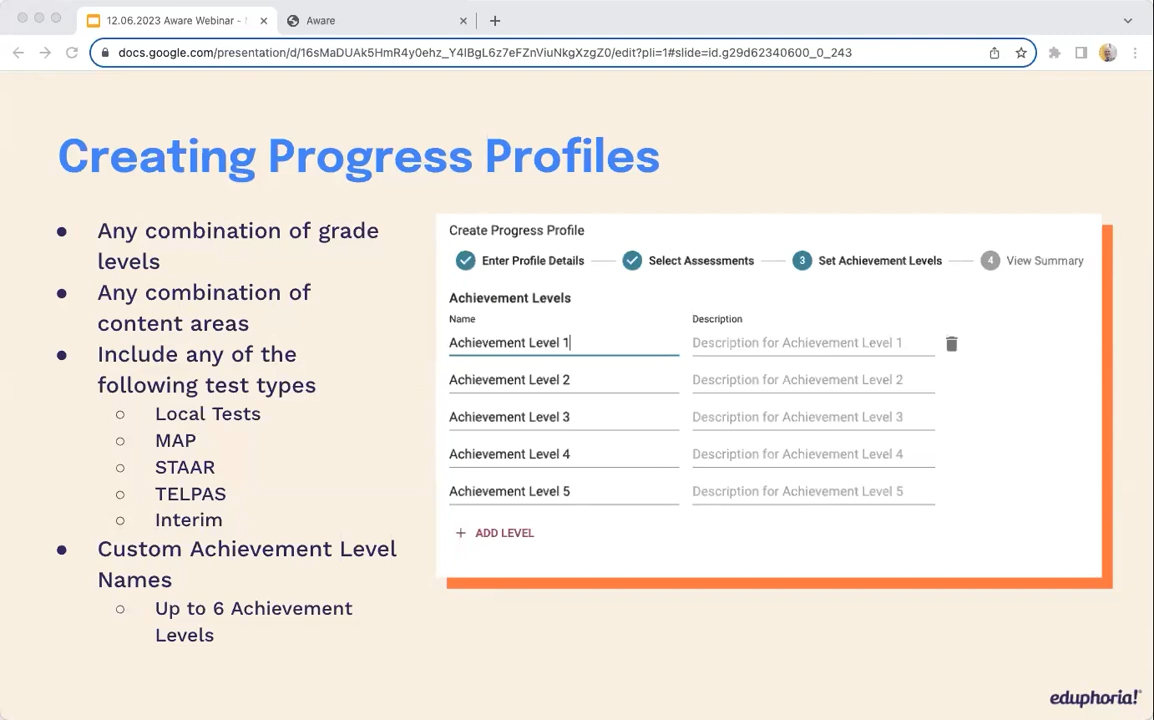 12.06.2023 Aware Webinar -
Aware
docs.google.com/presentation/d/16sMaDUAk5HmR4y0ehz_Y4lBgL6z7eFZnViuNkgXzgZ0/edit?pli=1#slide=id.g29d62340600_0_243
Creating Progress Profiles
● Any combination of grade
levels
● Any combination of
content areas
● Include any of the
following test types
○ Local Tests
○ MAP
○ STAAR
○ TELPAS
○ Interim
● Custom Achievement Level
Names
○ Up to 6 Achievement
Levels
Create Progress Profile
Enter Profile Details
Select Assessments
3 Set Achievement Levels
4 View Summary
Achievement Levels
Name Description
Achievement Level 1 Description for Achievement Level 1
Achievement Level 2 Description for Achievement Level 2
Achievement Level 3 Description for Achievement Level 3
Achievement Level 4 Description for Achievement Level 4
Achievement Level 5 Description for Achievement Level 5
+ ADD LEVEL
eduphoria!